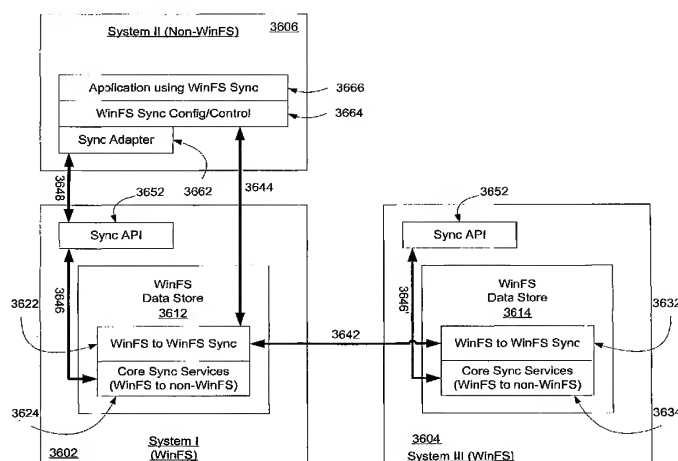 System II (Non-WinFS) 3606
Application using WinFS Sync
3666
WinFS Sync Config/Control
3664
Sync Adapter
3648
3652
3662
3644
3652
Sync API
Sync API
WinFS
Data Store
3612
WinFS
Data Store
3614
3622
3646
3646'
3632
3642
WinFS to WinFS Sync
WinFS to WinFS Sync
Core Sync Services
(WinFS to non-WinFS)
Core Sync Services
(WinFS to non-WinFS)
3624
3634
System I
(WinFS)
3602
3604
System III (WinFS)